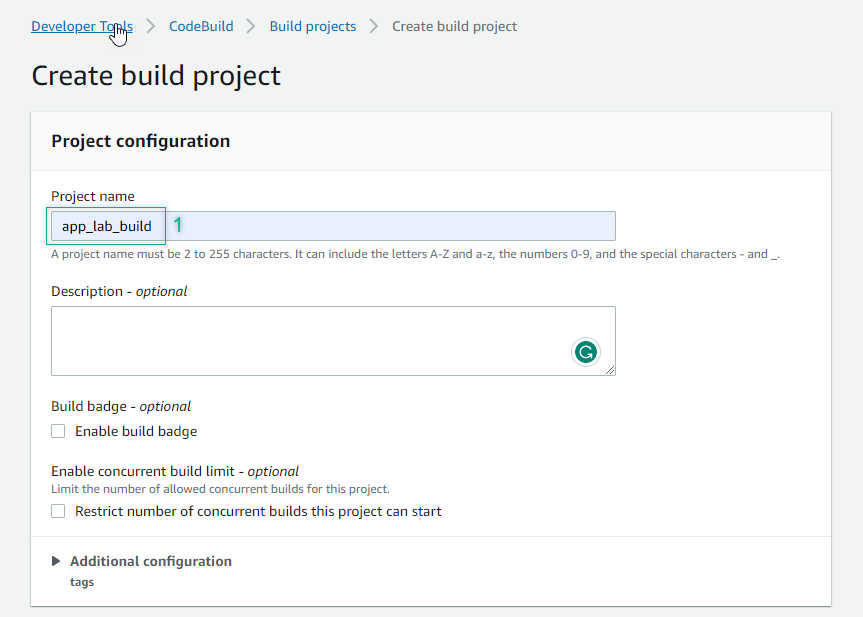 Developer Tools > CodeBuild > Build projects > Create build project
Create build project
Project configuration
Project name
app_lab_build 1
A project name must be 2 to 255 characters. It can include the letters A-Z and a-z, the numbers 0-9, and the special characters - and _.
Description - optional
Build badge - optional
Enable build badge
Enable concurrent build limit - optional
Limit the number of allowed concurrent builds for this project.
Restrict number of concurrent builds this project can start
Additional configuration
tags